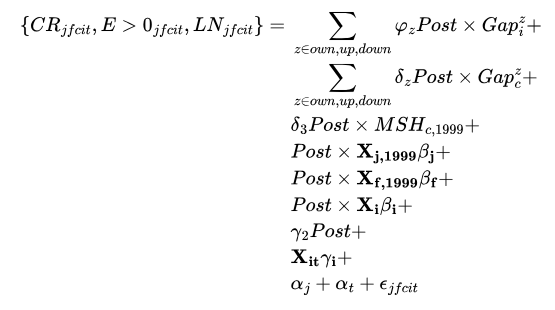 {CR_{jfcit}, E > 0_{jfcit}, LN_{jfcit}} = ∑_{z∈own,up,down} φ_z Post × Gap_i^z +
∑_{z∈own,up,down} δ_z Post × Gap_c^z +
δ_3 Post × MSH_{c,1999} +
Post × X_{j,1999} β_j +
Post × X_{f,1999} β_f +
Post × X_i β_i +
γ_2 Post +
X_{it} γ_i +
α_j + α_t + ϵ_{jfcit}